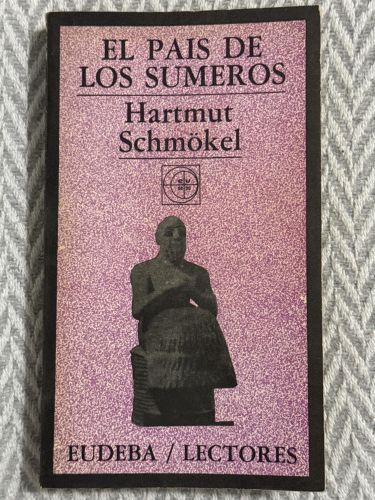 EL PAIS DE
LOS SUMEROS
Hartmut
Schmökel
EUDEBA / LECTORES